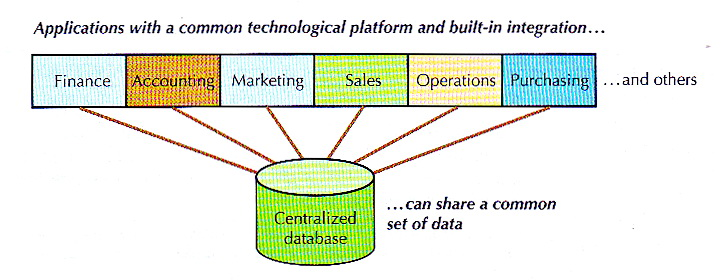 Applications with a common technological platform and built-in integration...
Finance Accounting Marketing Sales Operations Purchasing ...and others
...can share a common
set of data
Centralized
database